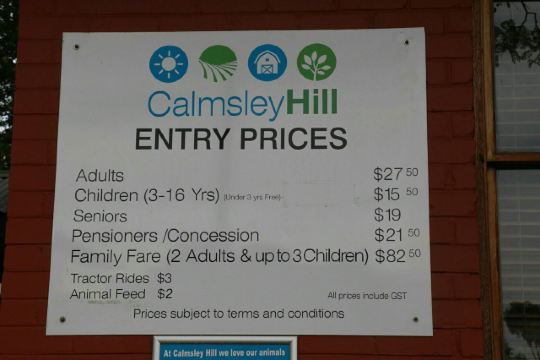 CalmsleyHill
ENTRY PRICES
Adults $27 50
Children (3-16 Yrs) (Under 3 yrs Free) $15 50
Seniors $19
Pensioners /Concession $21 50
Family Fare (2 Adults & up to 3 Children) $82 50
Tractor Rides $3
Animal Feed $2
All prices include GST
Prices subject to terms and conditions
At Calmsley Hill we love our animals